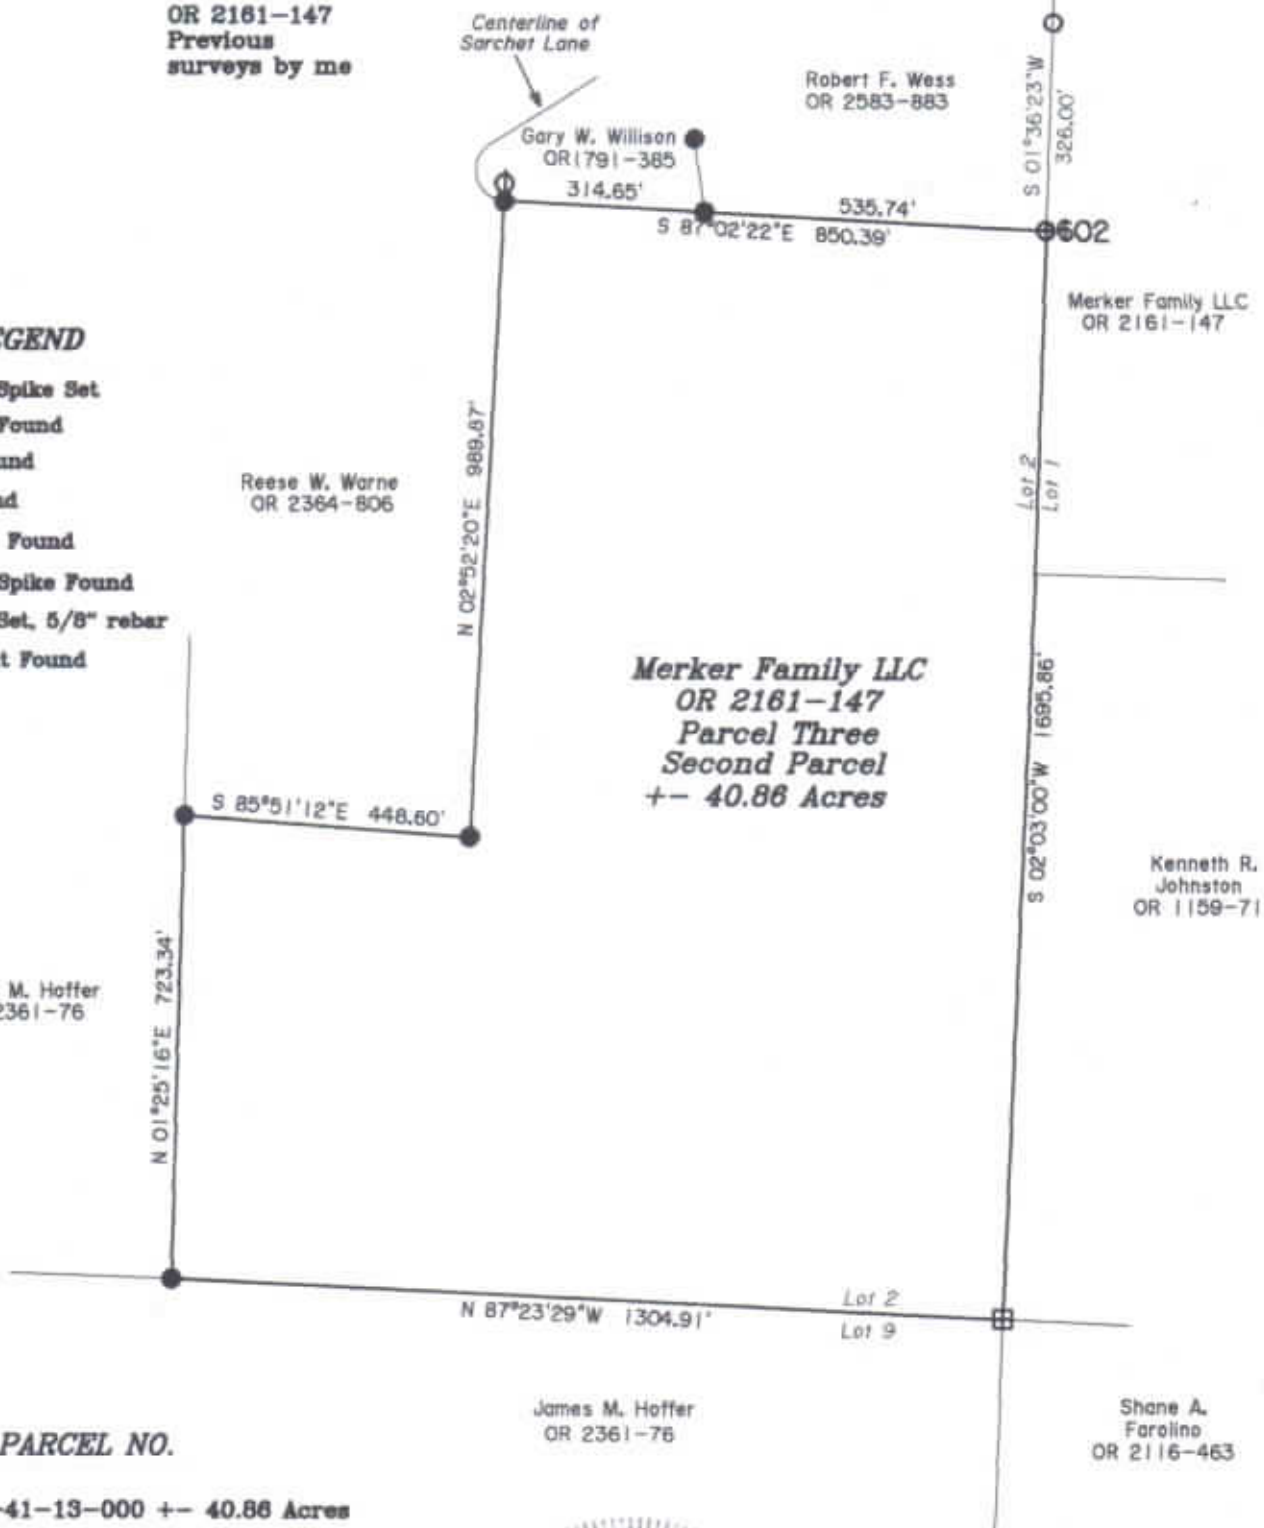 OR 2161-147
Previous
surveys by me
Centerline of
Sarchet Lane
Robert F. Wess
OR 2583-883
S 01°36'23"W
326.00'
Gary W. Willison
OR1791-385
314.65'
535.74'
S 87°02'22"E 850.39'
602
Merker Family LLC
OR 2161-147
EGEND
Spike Set
Found
und
nd
Found
Spike Found
Set, 5/8" rebar
t Found
Reese W. Warne
OR 2364-806
N 02°52'20"E 989.87'
Lot 2
Lot 1
Merker Family LLC
OR 2161-147
Parcel Three
Second Parcel
+- 40.86 Acres
S 02°03'00"W 1695.86'
S 85°51'12"E 448.60'
Kenneth R.
Johnston
OR 1159-71
M. Hoffer
2361-76
N 01°25'16"E 723.34'
N 87°23'29"W 1304.91'
Lot 2
Lot 9
James M. Hoffer
OR 2361-76
Shane A.
Farolino
OR 2116-463
PARCEL NO.
-41-13-000 +- 40.86 Acres